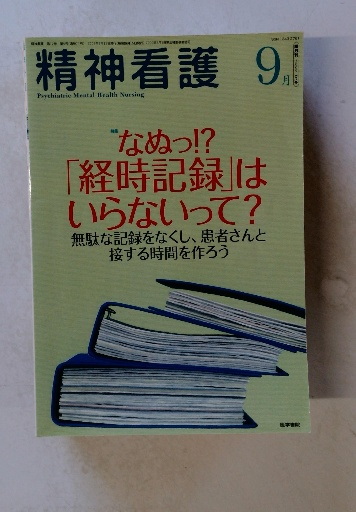 精神看護
Psychiatric Mental Health Nursing
9月
特集
なぬっ!?
「経時記録」は
いらないって?
無駄な記録をなくし、患者さんと
接する時間を作ろう
医学書院